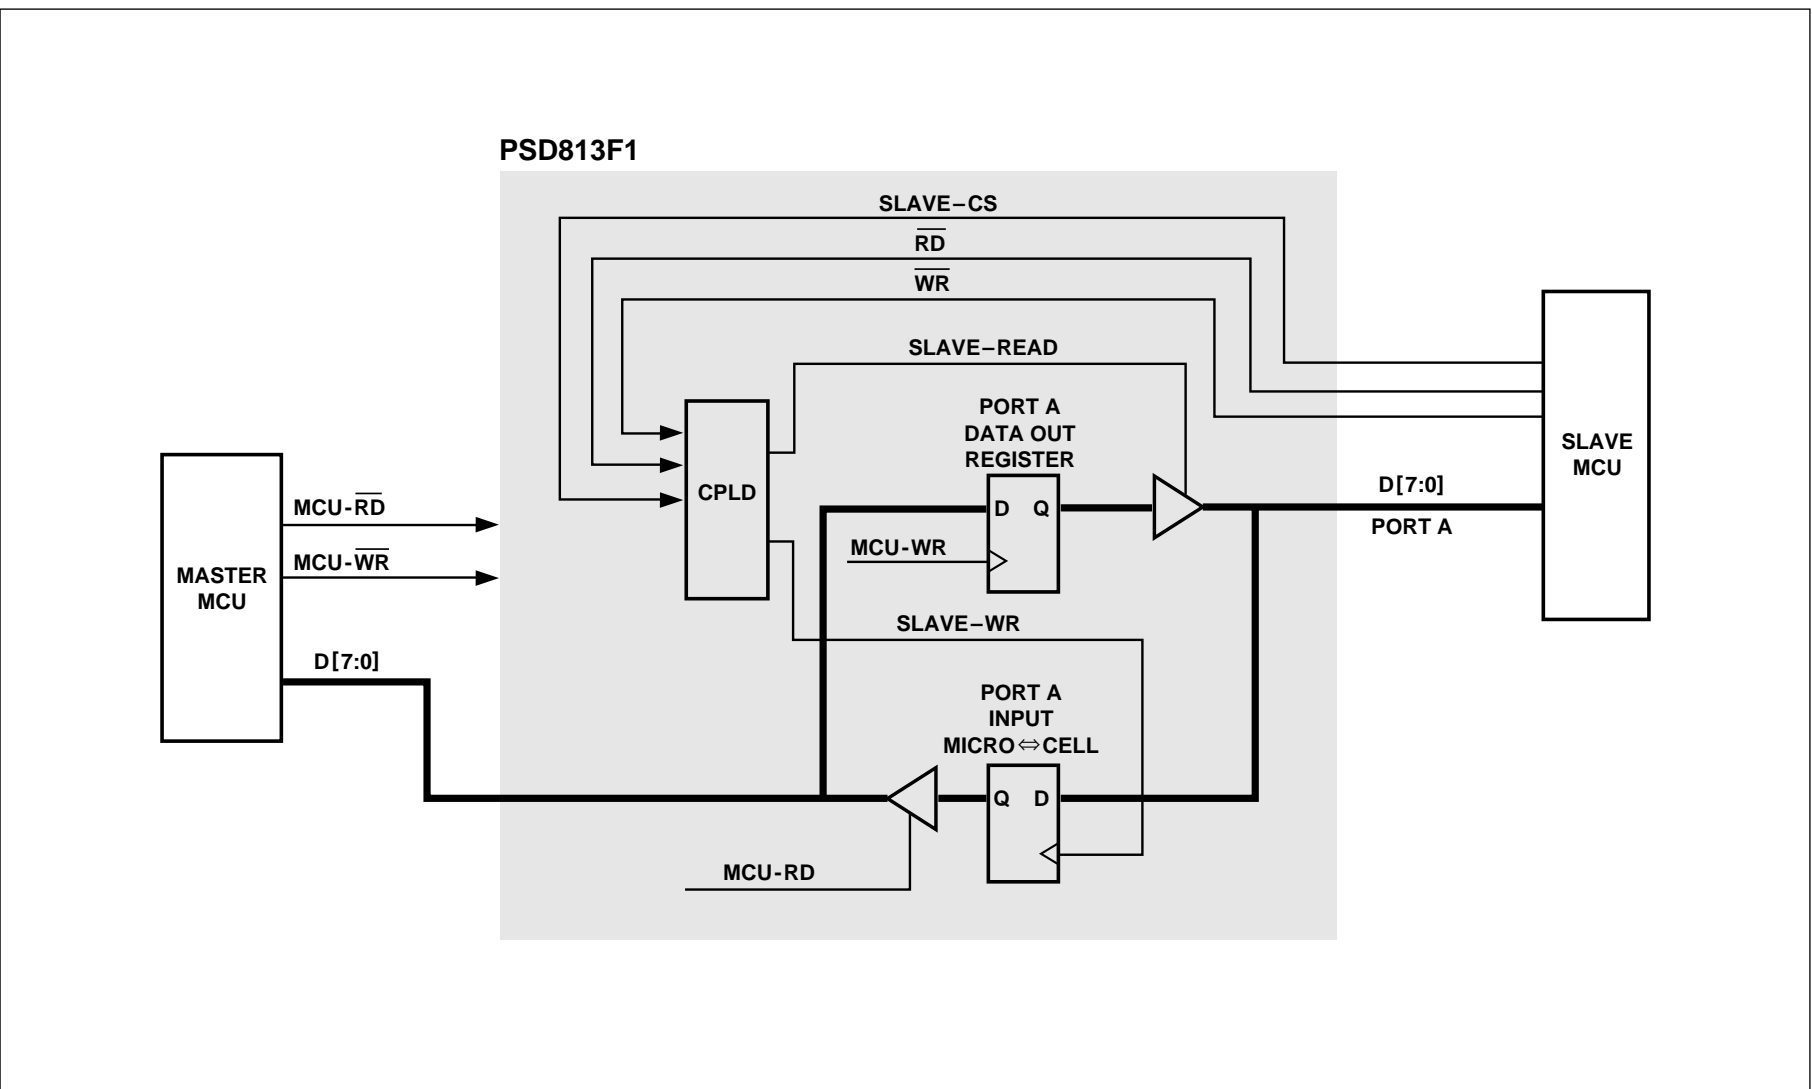 PSD813F1
SLAVE–CS
RD
WR
SLAVE–READ
PORT A
DATA OUT
REGISTER
SLAVE
MCU
CPLD
MCU-RD
D[7:0]
D Q
PORT A
MCU-WR
MCU-WR
MASTER
MCU
SLAVE–WR
D[7:0]
PORT A
INPUT
MICRO⇔CELL
Q D
MCU-RD